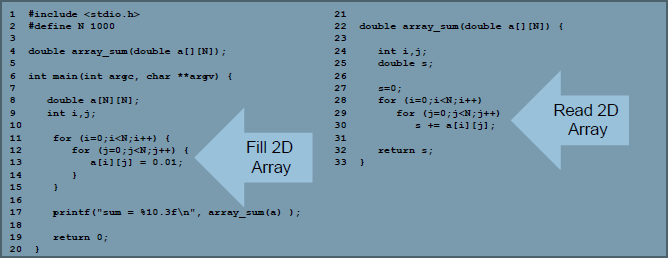 1 #include <stdio.h>
2 #define N 1000
3
4 double array_sum(double a[][N]);
5
6 int main(int argc, char **argv) {
7
8 double a[N][N];
9 int i,j;
10
11 for (i=0;i<N;i++) {
12 for (j=0;j<N;j++) {
13 a[i][j] = 0.01;
14 }
15 }
16
17 printf("sum = %10.3f\n", array_sum(a) );
18
19 return 0;
20 }
Fill 2D
Array
21
22 double array_sum(double a[][N]) {
23
24 int i,j;
25 double s;
26
27 s=0;
28 for (i=0;i<N;i++)
29 for (j=0;j<N;j++)
30 s += a[i][j];
31
32 return s;
33 }
Read 2D
Array